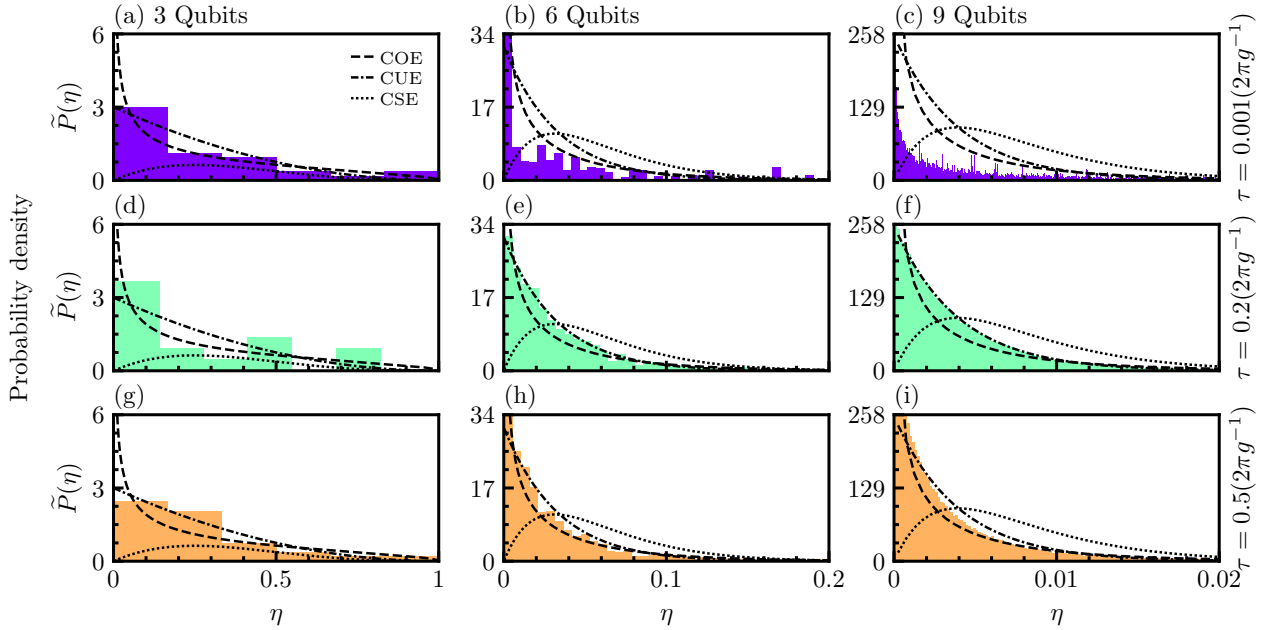 (a) 3 Qubits
(b) 6 Qubits
(c) 9 Qubits
6
3
0
P̃(η)
COE
CUE
CSE
34
17
0
258
129
0
τ = 0.001(2πg⁻¹)
(d)
(e)
(f)
Probability density
6
3
0
P̃(η)
34
17
0
258
129
0
τ = 0.2(2πg⁻¹)
(g)
(h)
(i)
6
3
0
P̃(η)
34
17
0
258
129
0
τ = 0.5(2πg⁻¹)
0 0.5 1
0 0.1 0.2
0 0.01 0.02
η
η
η